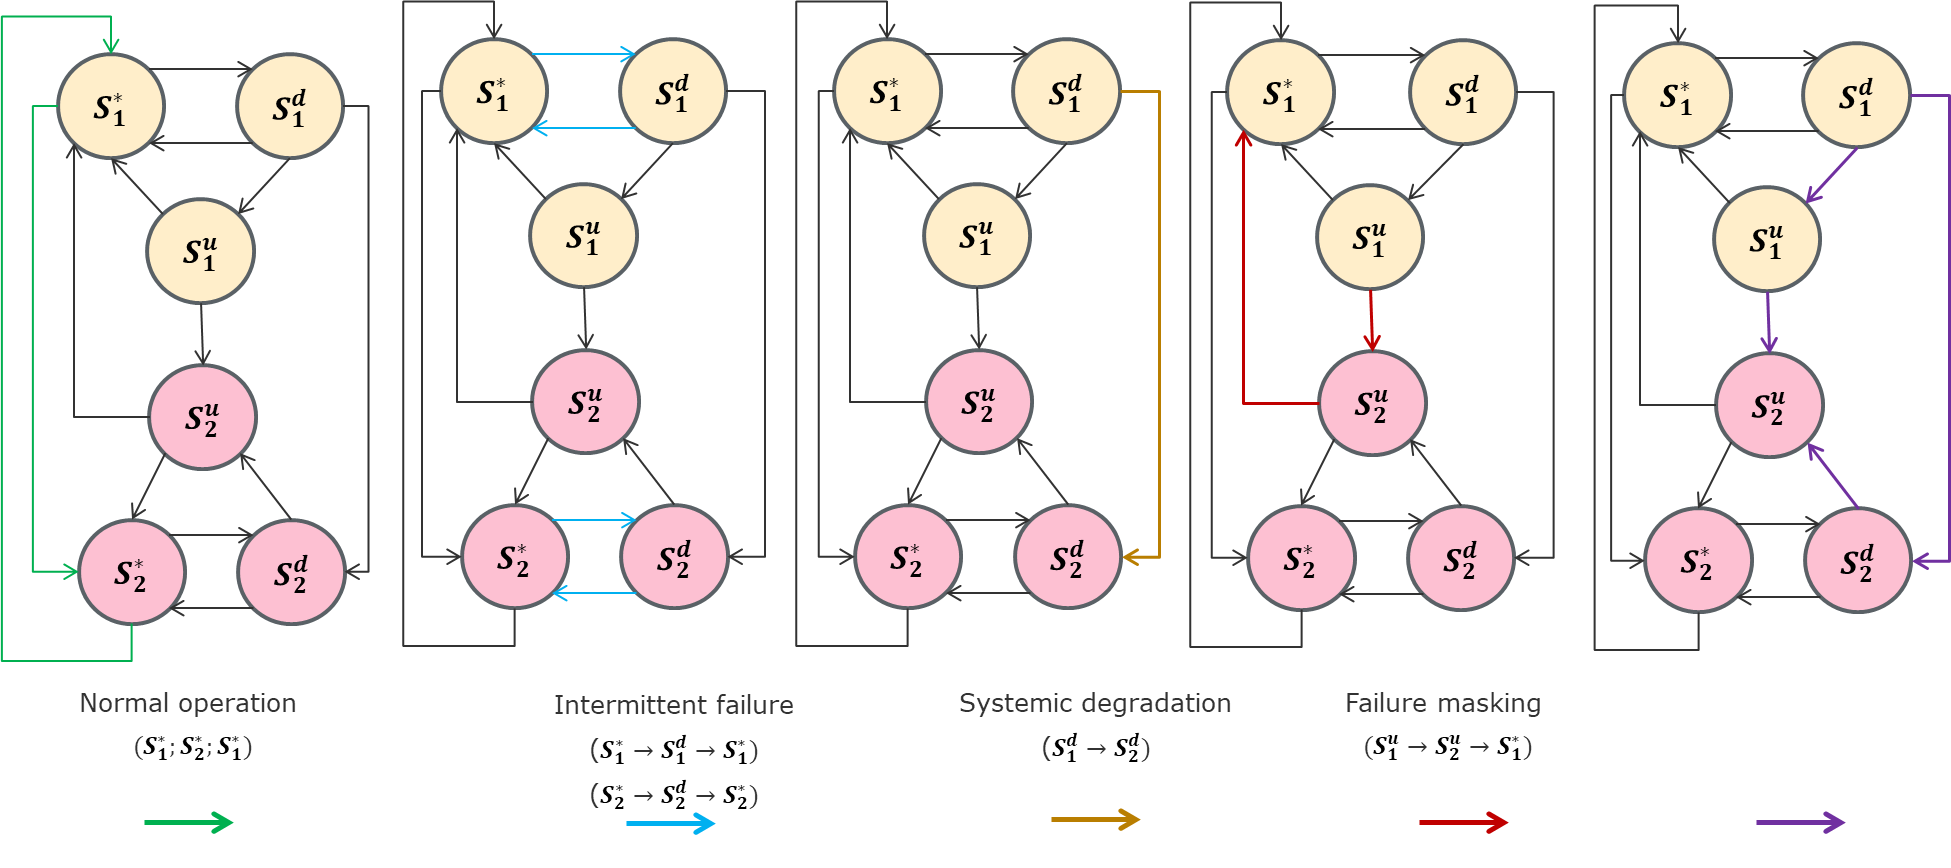 S₁* S₁ᵈ S₁ᵘ S₂ᵘ S₂* S₂ᵈ
S₁* S₁ᵈ S₁ᵘ S₂ᵘ S₂* S₂ᵈ
S₁* S₁ᵈ S₁ᵘ S₂ᵘ S₂* S₂ᵈ
S₁* S₁ᵈ S₁ᵘ S₂ᵘ S₂* S₂ᵈ
S₁* S₁ᵈ S₁ᵘ S₂ᵘ S₂* S₂ᵈ
Normal operation
(S₁*; S₂*; S₁*)
Intermittent failure
(S₁* → S₁ᵈ → S₁*)
(S₂* → S₂ᵈ → S₂*)
Systemic degradation
(S₁ᵈ → S₂ᵈ)
Failure masking
(S₁ᵘ → S₂ᵘ → S₁*)